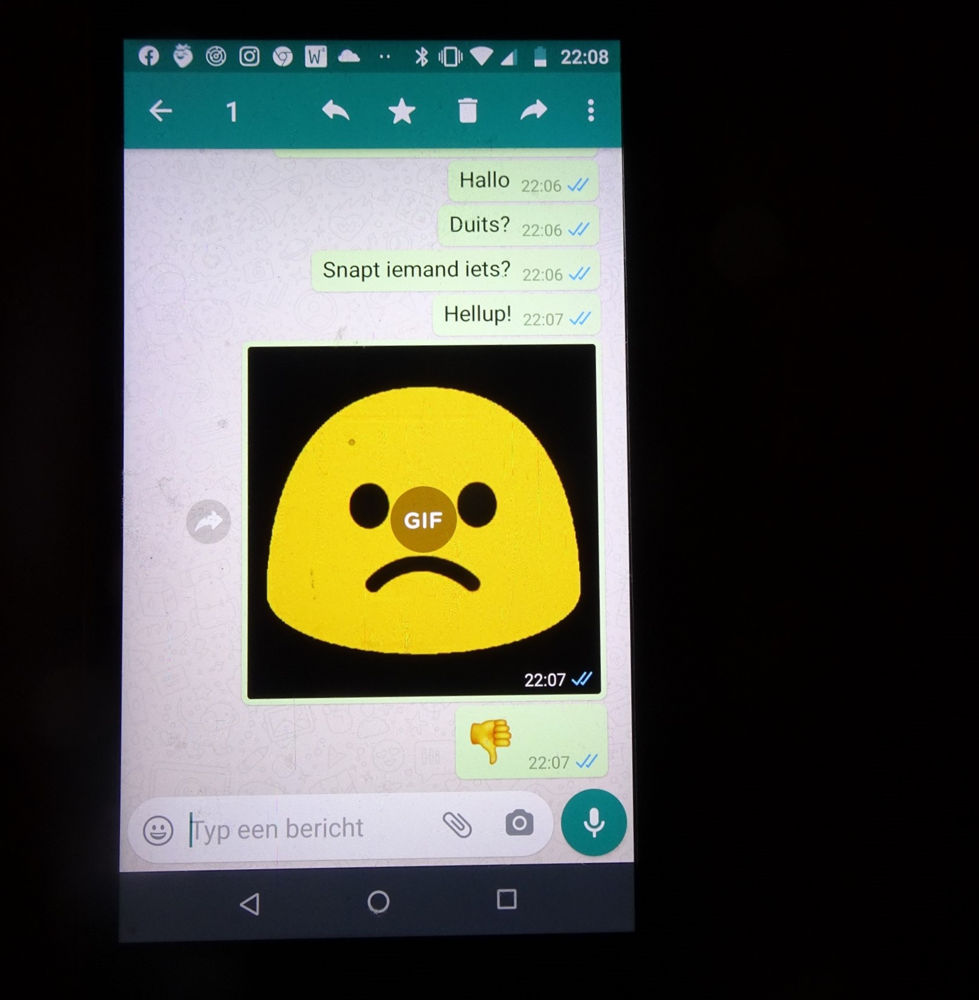 22:08
1
Hallo 22:06
Duits? 22:06
Snapt iemand iets? 22:06
Hellup! 22:07
GIF
22:07
22:07
Typ een bericht